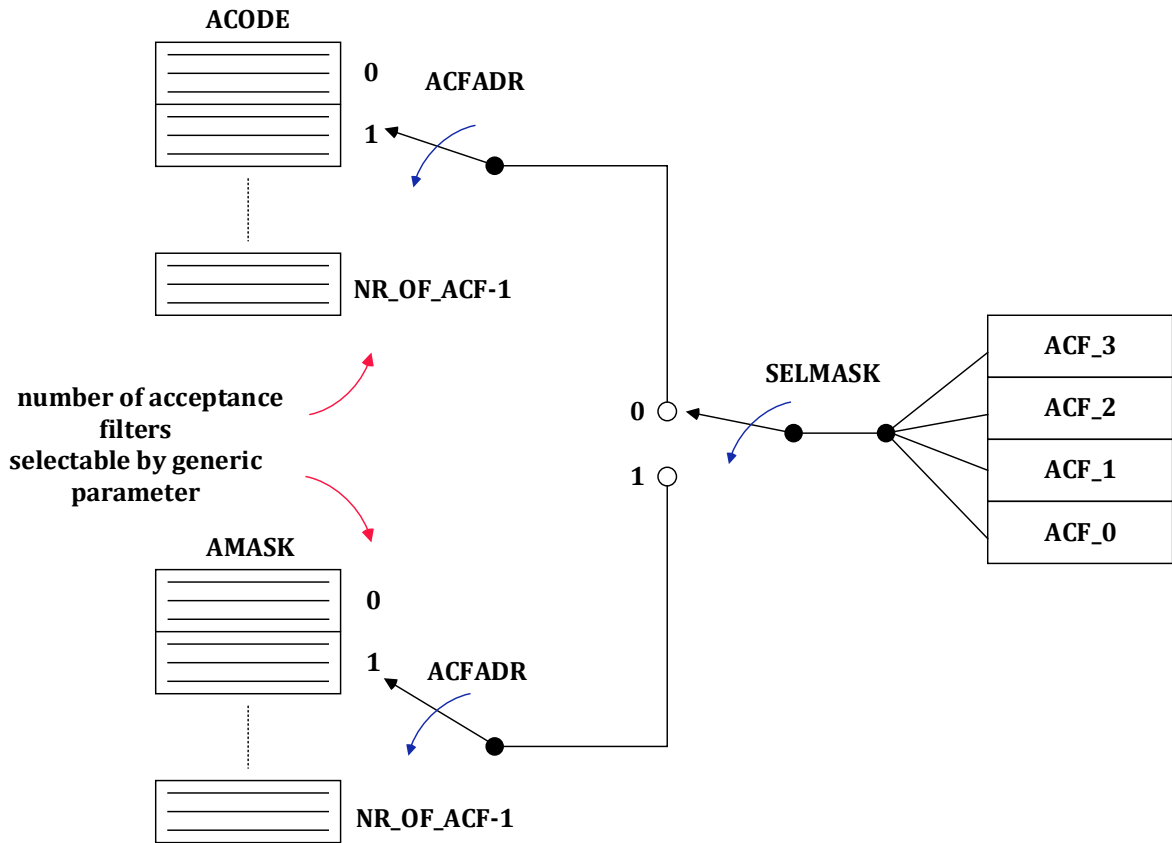 ACODE
0
ACFADR
1
NR_OF_ACF-1
number of acceptance
filters
selectable by generic
parameter
SELMASK
0
1
ACF_3
ACF_2
ACF_1
ACF_0
AMASK
0
1
ACFADR
NR_OF_ACF-1